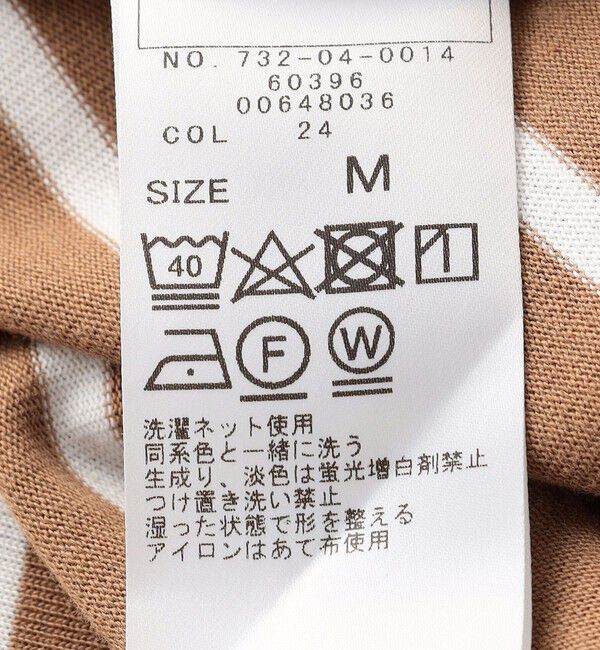 NO. 732-04-0014
60396
00648036
COL 24
SIZE M
40
F W
洗濯ネット使用
同系色と一緒に洗う
生成り、淡色は蛍光増白剤禁止
つけ置き洗い禁止
湿った状態で形を整える
アイロンはあて布使用